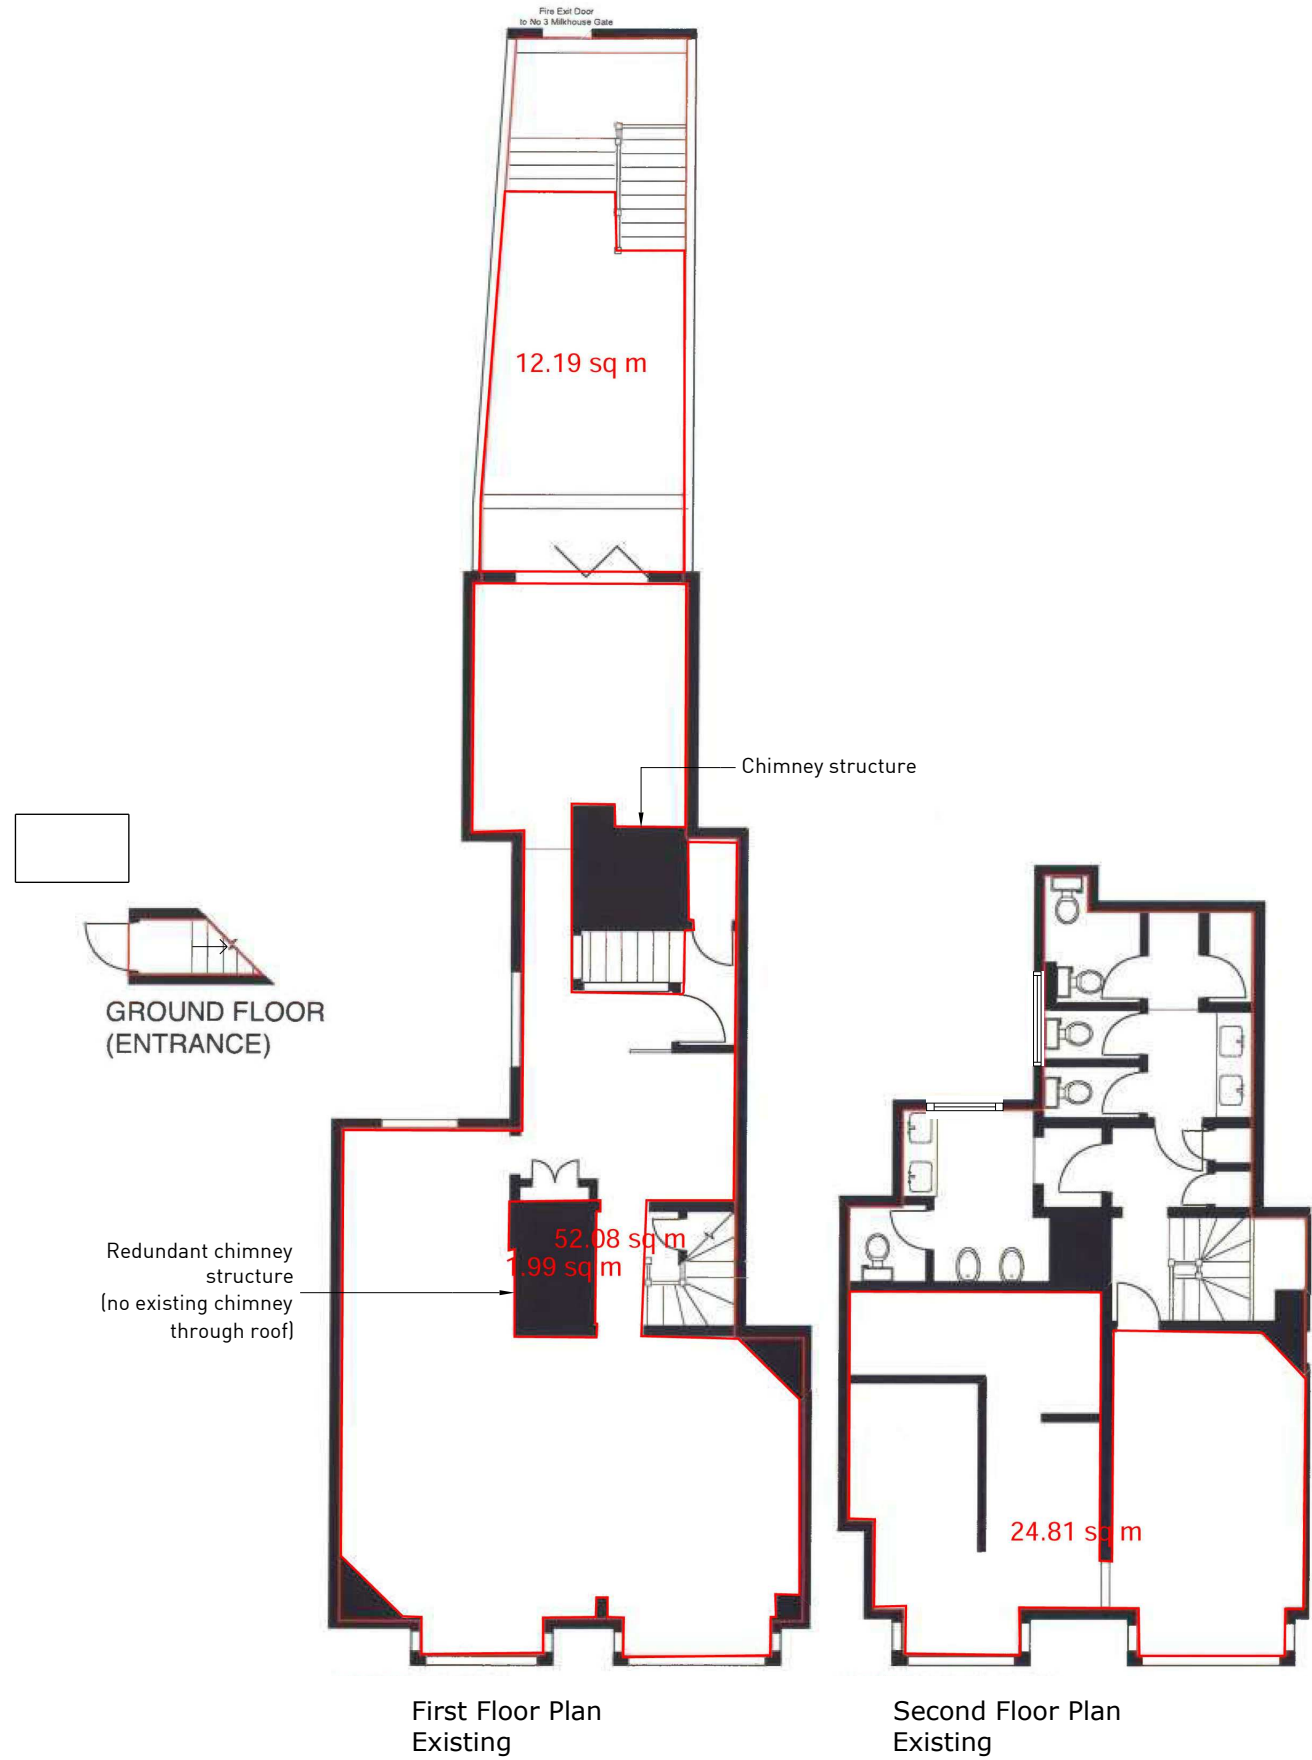 Fire Exit Door
to No 3 Milkhouse Gate
12.19 sq m
Chimney structure
GROUND FLOOR
(ENTRANCE)
Redundant chimney
structure
(no existing chimney
through roof)
52.08 sq m
1.99 sq m
24.81 sq m
First Floor Plan
Existing
Second Floor Plan
Existing